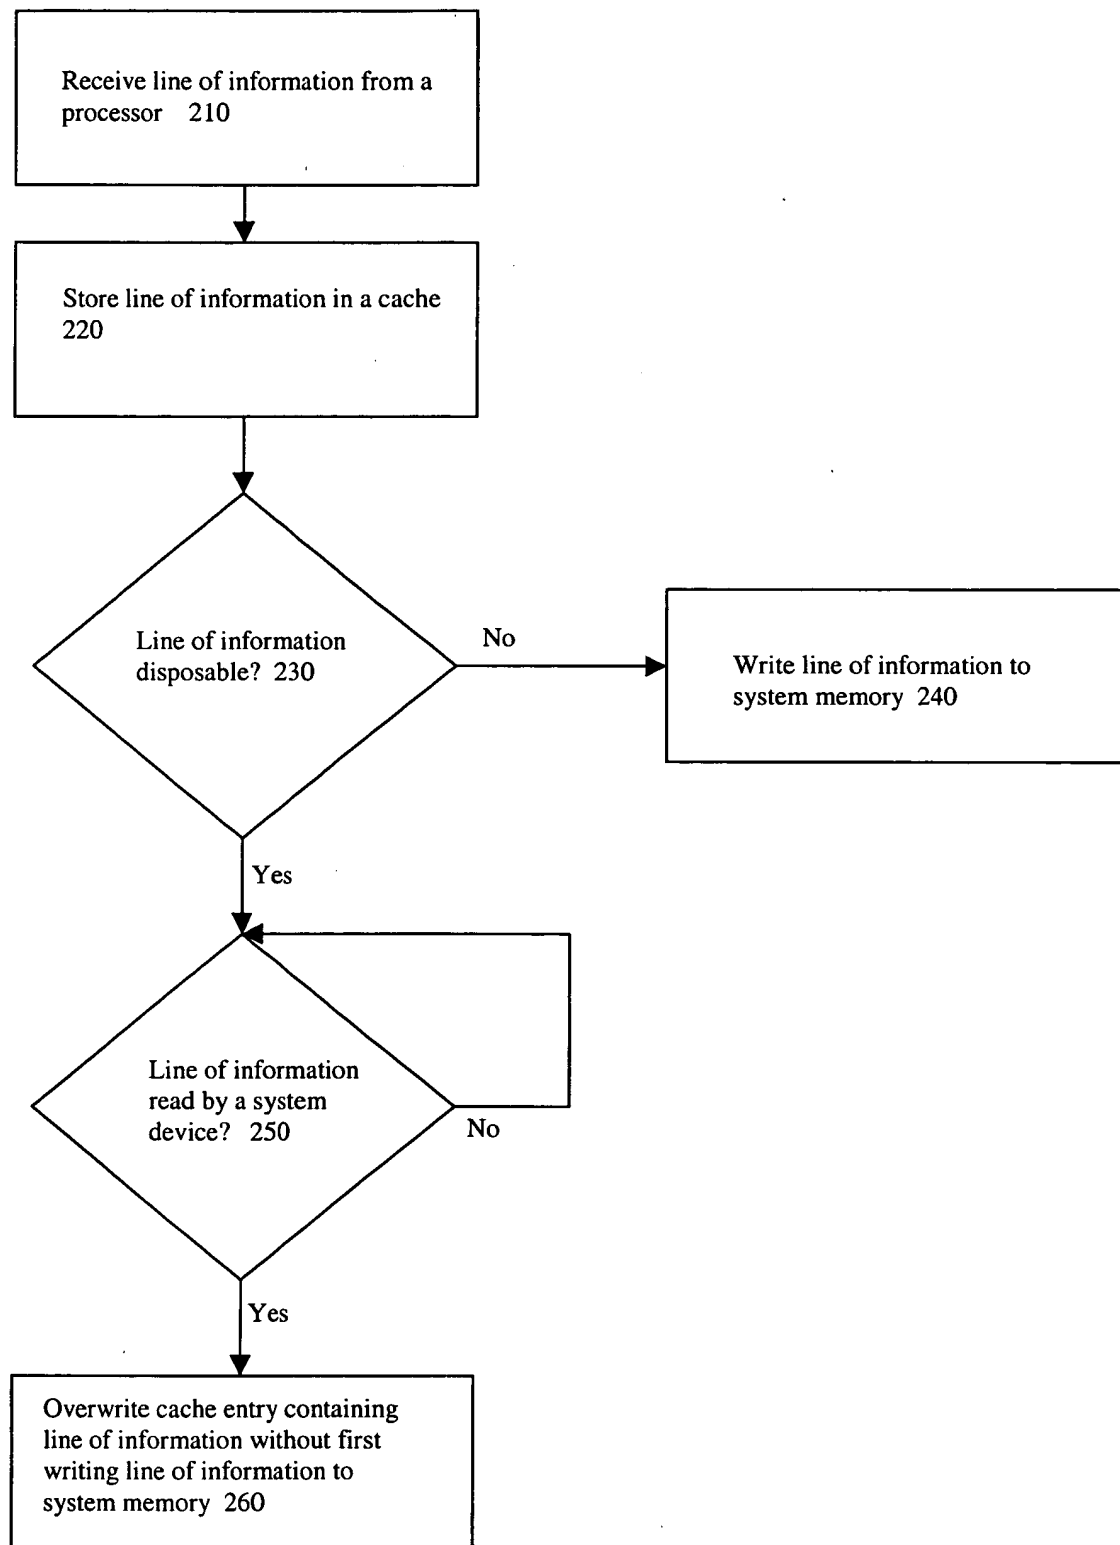 Receive line of information from a
processor 210
Store line of information in a cache
220
Line of information
disposable? 230
No
Write line of information to
system memory 240
Yes
Line of information
read by a system
device? 250
No
Yes
Overwrite cache entry containing
line of information without first
writing line of information to
system memory 260